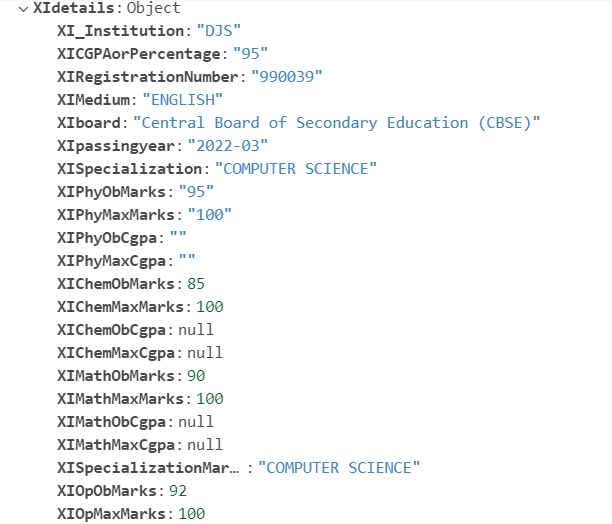 XIdetails: Object
XI_Institution: "DJS"
XICGPAorPercentage: "95"
XIRegistrationNumber: "990039"
XIMedium: "ENGLISH"
XIboard: "Central Board of Secondary Education (CBSE)"
XIpassingyear: "2022-03"
XISpecialization: "COMPUTER SCIENCE"
XIPhyObMarks: "95"
XIPhyMaxMarks: "100"
XIPhyObCgpa: ""
XIPhyMaxCgpa: ""
XIChemObMarks: 85
XIChemMaxMarks: 100
XIChemObCgpa: null
XIChemMaxCgpa: null
XIMathObMarks: 90
XIMathMaxMarks: 100
XIMathObCgpa: null
XIMathMaxCgpa: null
XISpecializationMar… : "COMPUTER SCIENCE"
XIOpObMarks: 92
XIOpMaxMarks: 100